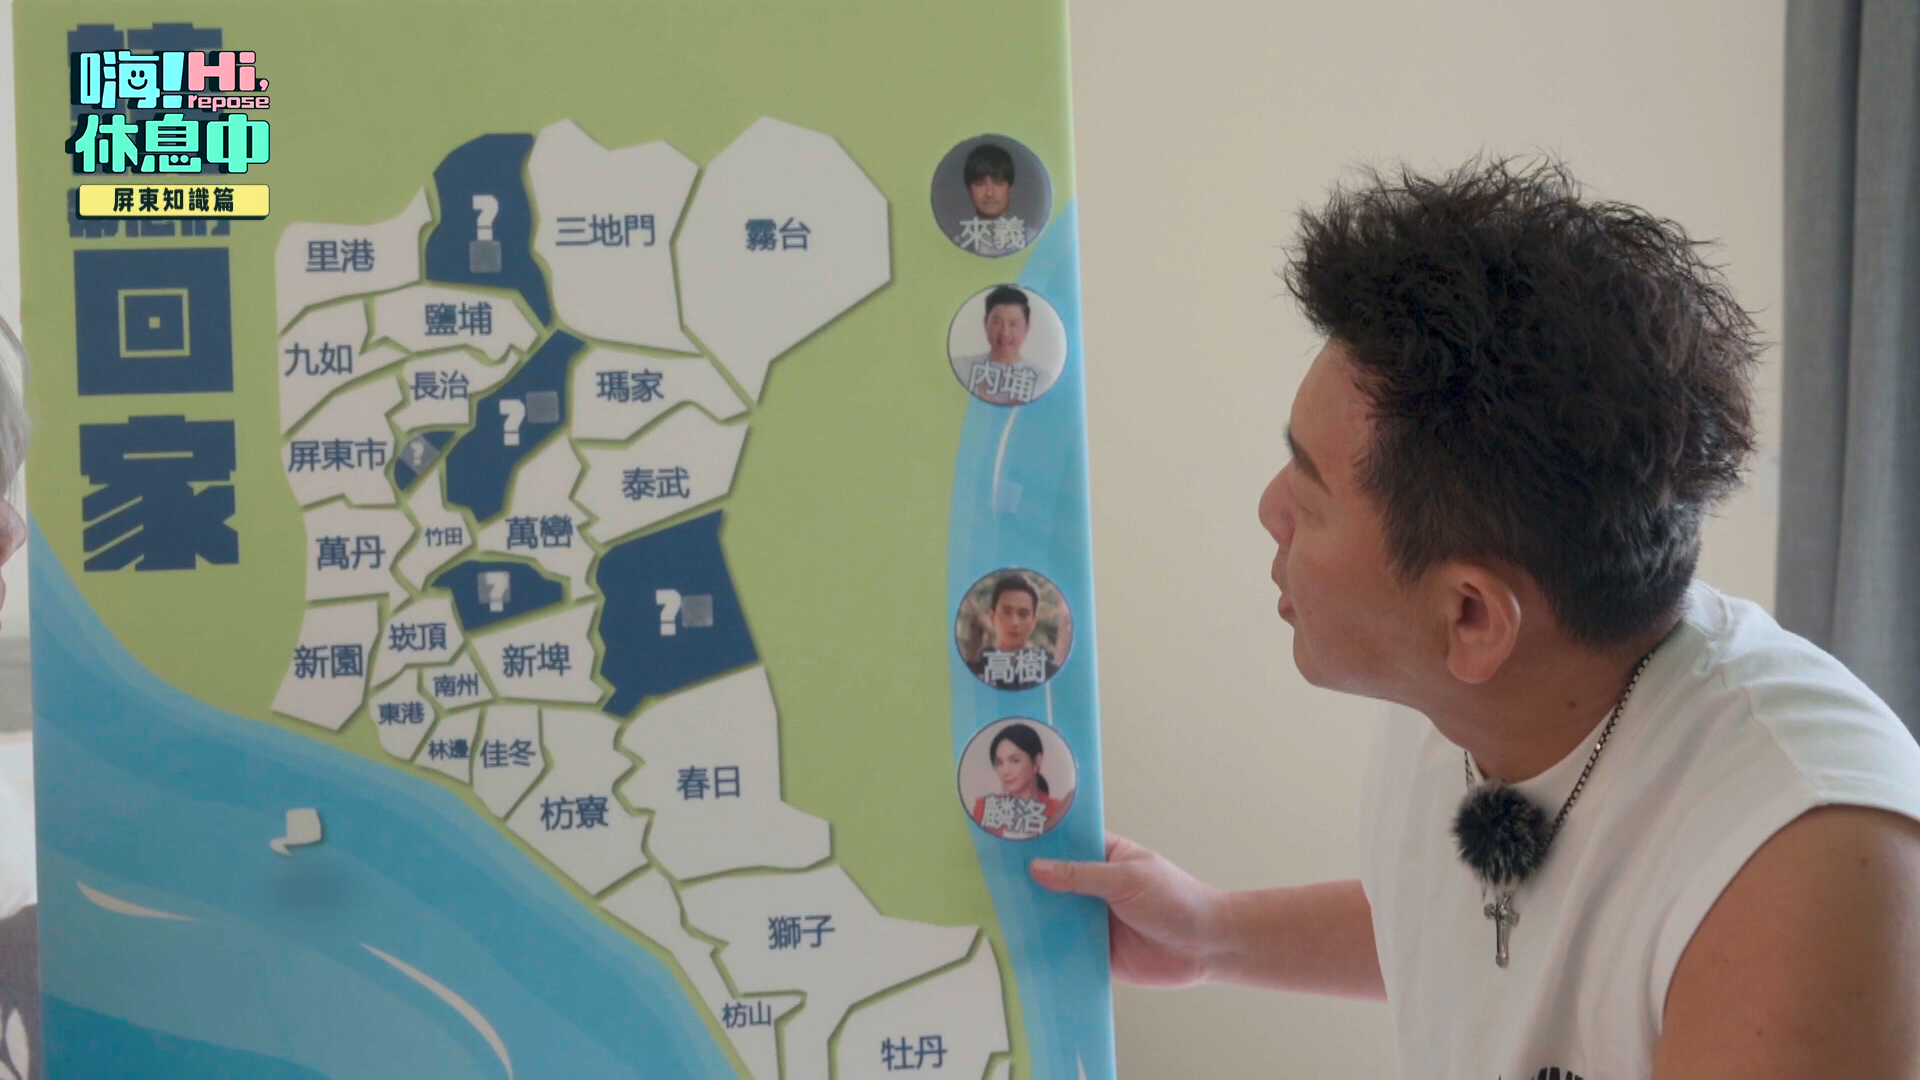 嗨!Hi,
repose
休息中
屏東知識篇
回
家
?
三地門
霧台
里港
鹽埔
九如
長治
?
瑪家
屏東市
?
泰武
萬丹
竹田
萬巒
?
?
新園
崁頂
新埤
南州
東港
林邊
佳冬
枋寮
春日
獅子
枋山
牡丹
來義
內埔
高樹
麟洛